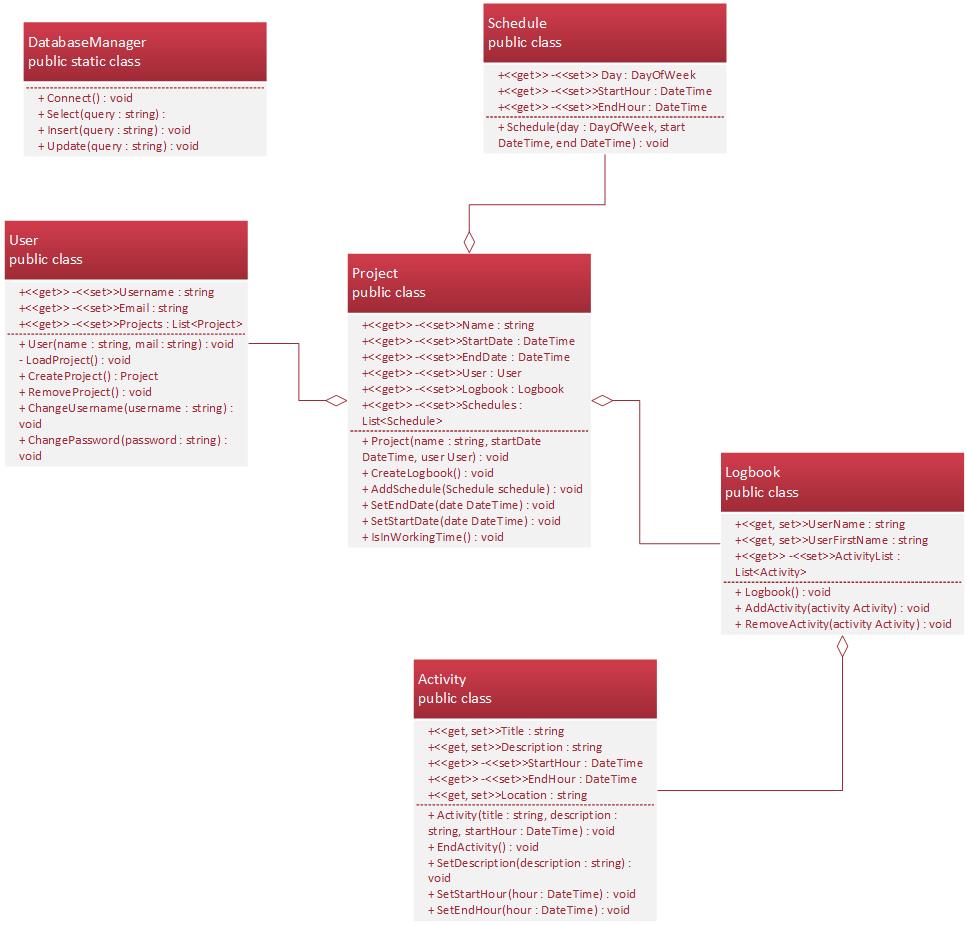 DatabaseManager
public static class
+ Connect() : void
+ Select(query : string) :
+ Insert(query : string) : void
+ Update(query : string) : void
Schedule
public class
+<<get>> -<<set>> Day : DayOfWeek
+<<get>> -<<set>>StartHour : DateTime
+<<get>> -<<set>>EndHour : DateTime
+ Schedule(day : DayOfWeek, start
DateTime, end DateTime) : void
User
public class
+<<get>> -<<set>>Username : string
+<<get>> -<<set>>Email : string
+<<get>> -<<set>>Projects : List<Project>
+ User(name : string, mail : string) : void
- LoadProject() : void
+ CreateProject() : Project
+ RemoveProject() : void
+ ChangeUsername(username : string) :
void
+ ChangePassword(password : string) :
void
Project
public class
+<<get>> -<<set>>Name : string
+<<get>> -<<set>>StartDate : DateTime
+<<get>> -<<set>>EndDate : DateTime
+<<get>> -<<set>>User : User
+<<get>> -<<set>>Logbook : Logbook
+<<get>> -<<set>>Schedules :
List<Schedule>
+ Project(name : string, startDate
DateTime, user User) : void
+ CreateLogbook() : void
+ AddSchedule(Schedule schedule) : void
+ SetEndDate(date DateTime) : void
+ SetStartDate(date DateTime) : void
+ IsInWorkingTime() : void
Logbook
public class
+<<get, set>>UserName : string
+<<get, set>>UserFirstName : string
+<<get>> -<<set>>ActivityList :
List<Activity>
+ Logbook() : void
+ AddActivity(activity Activity) : void
+ RemoveActivity(activity Activity) : void
Activity
public class
+<<get, set>>Title : string
+<<get, set>>Description : string
+<<get>> -<<set>>StartHour : DateTime
+<<get>> -<<set>>EndHour : DateTime
+<<get, set>>Location : string
+ Activity(title : string, description :
string, startHour : DateTime) : void
+ EndActivity() : void
+ SetDescription(description : string) :
void
+ SetStartHour(hour : DateTime) : void
+ SetEndHour(hour : DateTime) : void